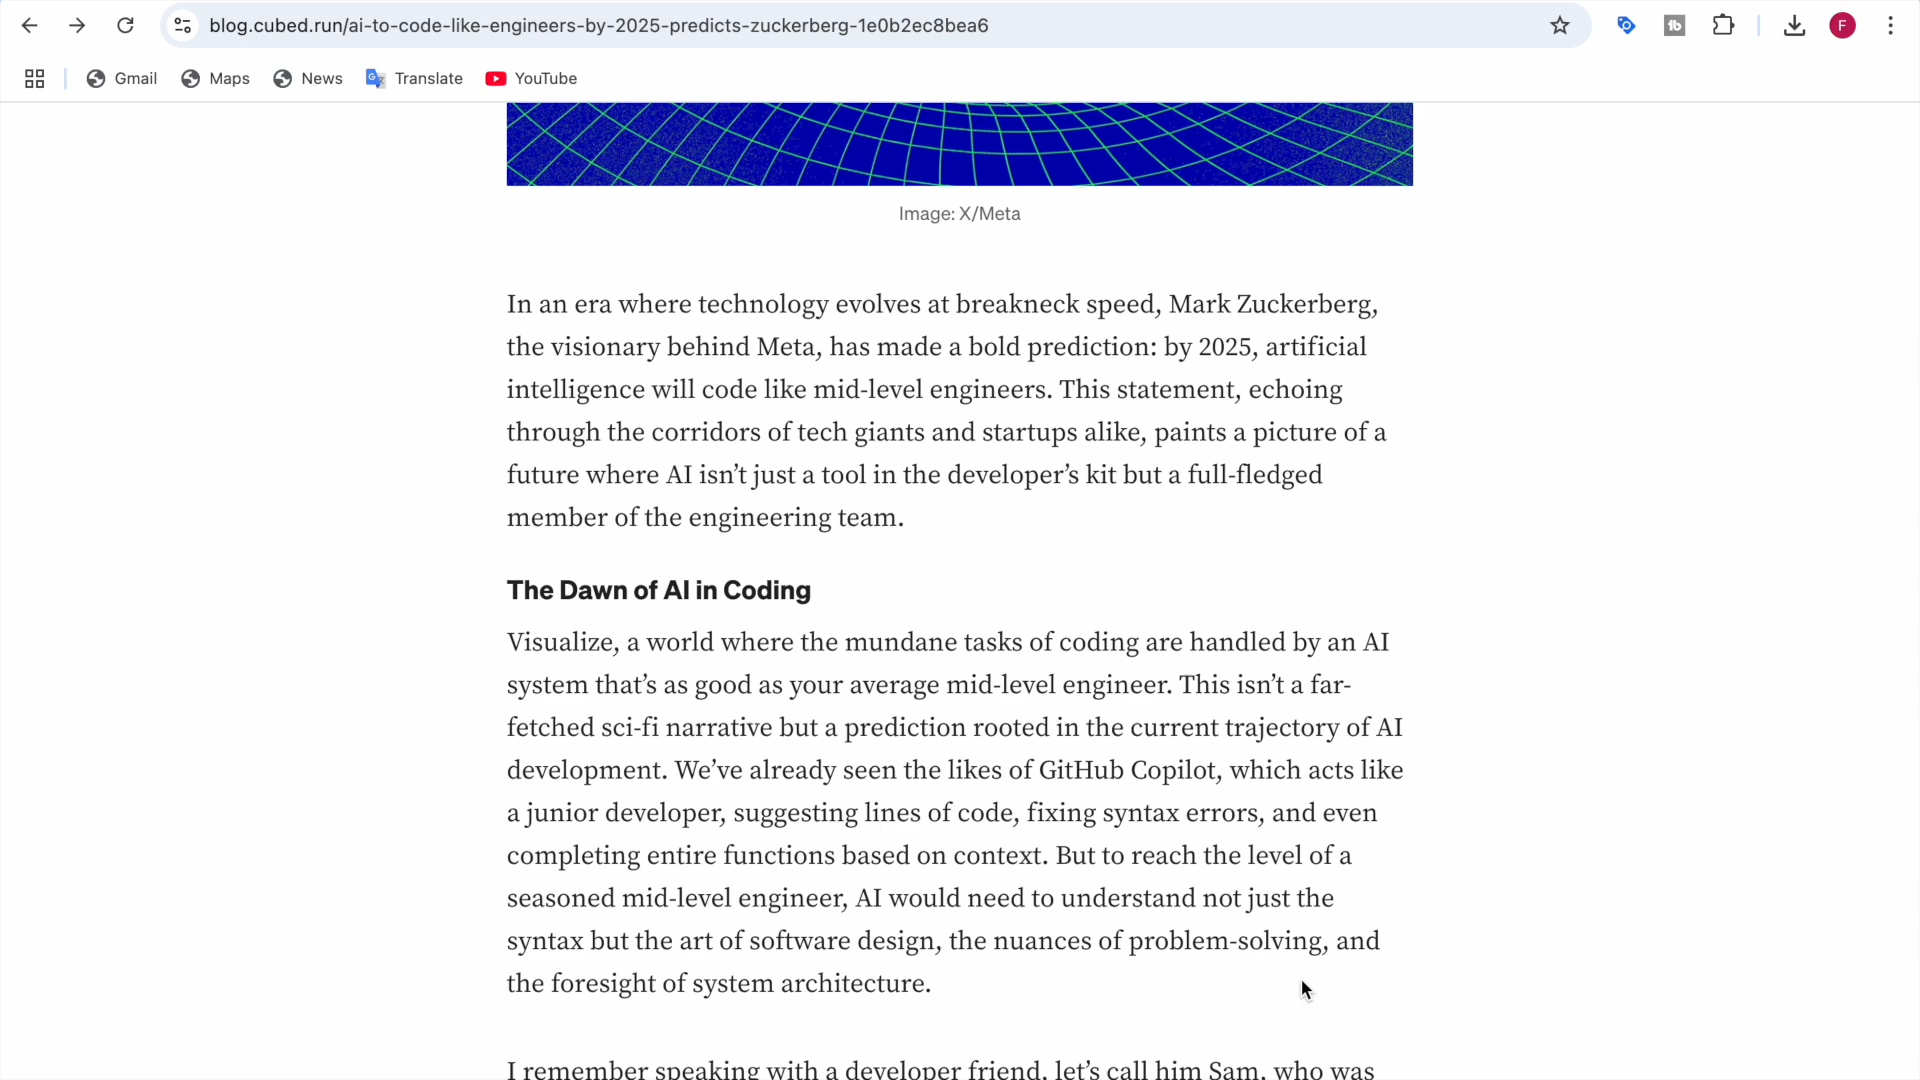 blog.cubed.run/ai-to-code-like-engineers-by-2025-predicts-zuckerberg-1e0b2ec8bea6
1b
F
Gmail
Maps
News
G
Translate
YouTube
Image: X/Meta
In an era where technology evolves at breakneck speed, Mark Zuckerberg,
the visionary behind Meta, has made a bold prediction: by 2025, artificial
intelligence will code like mid-level engineers. This statement, echoing
through the corridors of tech giants and startups alike, paints a picture of a
future where AI isn’t just a tool in the developer’s kit but a full-fledged
member of the engineering team.
The Dawn of AI in Coding
Visualize, a world where the mundane tasks of coding are handled by an AI
system that’s as good as your average mid-level engineer. This isn’t a far-
fetched sci-fi narrative but a prediction rooted in the current trajectory of AI
development. We’ve already seen the likes of GitHub Copilot, which acts like
a junior developer, suggesting lines of code, fixing syntax errors, and even
completing entire functions based on context. But to reach the level of a
seasoned mid-level engineer, AI would need to understand not just the
syntax but the art of software design, the nuances of problem-solving, and
the foresight of system architecture.
I remember speaking with a developer friend, let’s call him Sam, who was